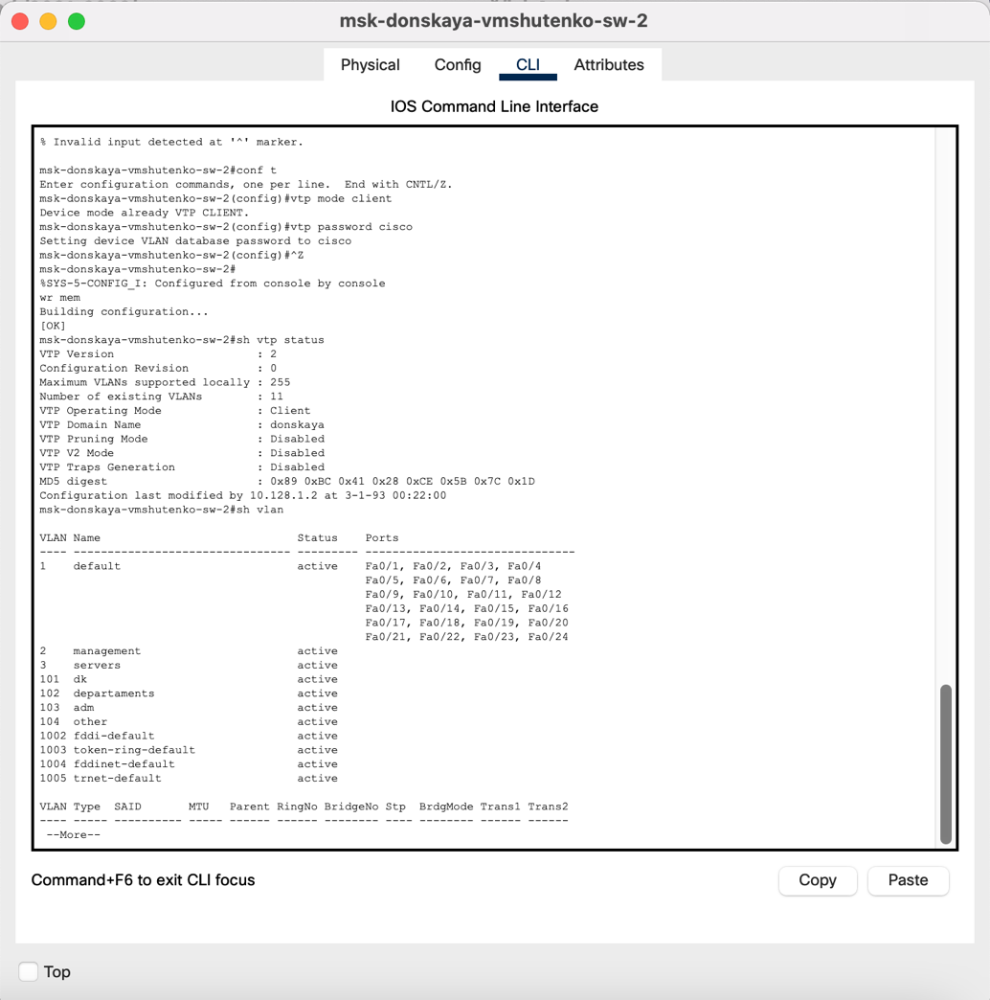 msk-donskaya-vmshutenko-sw-2
Physical Config CLI Attributes
IOS Command Line Interface
% Invalid input detected at '^' marker.
msk-donskaya-vmshutenko-sw-2#conf t
Enter configuration commands, one per line.  End with CNTL/Z.
msk-donskaya-vmshutenko-sw-2(config)#vtp mode client
Device mode already VTP CLIENT.
msk-donskaya-vmshutenko-sw-2(config)#vtp password cisco
Setting device VLAN database password to cisco
msk-donskaya-vmshutenko-sw-2(config)#^Z
msk-donskaya-vmshutenko-sw-2#
%SYS-5-CONFIG_I: Configured from console by console
wr mem
Building configuration...
[OK]
msk-donskaya-vmshutenko-sw-2#sh vtp status
VTP Version                     : 2
Configuration Revision          : 0
Maximum VLANs supported locally : 255
Number of existing VLANs        : 11
VTP Operating Mode              : Client
VTP Domain Name                 : donskaya
VTP Pruning Mode                : Disabled
VTP V2 Mode                     : Disabled
VTP Traps Generation            : Disabled
MD5 digest                      : 0x89 0xBC 0x41 0x28 0xCE 0x5B 0x7C 0x1D
Configuration last modified by 10.128.1.2 at 3-1-93 00:22:00
msk-donskaya-vmshutenko-sw-2#sh vlan
VLAN Name                             Status    Ports
---- -------------------------------- --------- -------------------------------
1    default                          active    Fa0/1, Fa0/2, Fa0/3, Fa0/4
                                                Fa0/5, Fa0/6, Fa0/7, Fa0/8
                                                Fa0/9, Fa0/10, Fa0/11, Fa0/12
                                                Fa0/13, Fa0/14, Fa0/15, Fa0/16
                                                Fa0/17, Fa0/18, Fa0/19, Fa0/20
                                                Fa0/21, Fa0/22, Fa0/23, Fa0/24
2    management                       active
3    servers                          active
101  dk                               active
102  departaments                     active
103  adm                              active
104  other                            active
1002 fddi-default                     active
1003 token-ring-default               active
1004 fddinet-default                  active
1005 trnet-default                    active
VLAN Type  SAID       MTU   Parent RingNo BridgeNo Stp  BrdgMode Trans1 Trans2
---- ----- ---------- ----- ------ ------ -------- ---- -------- ------ ------
 --More--
Command+F6 to exit CLI focus
Copy Paste
Top